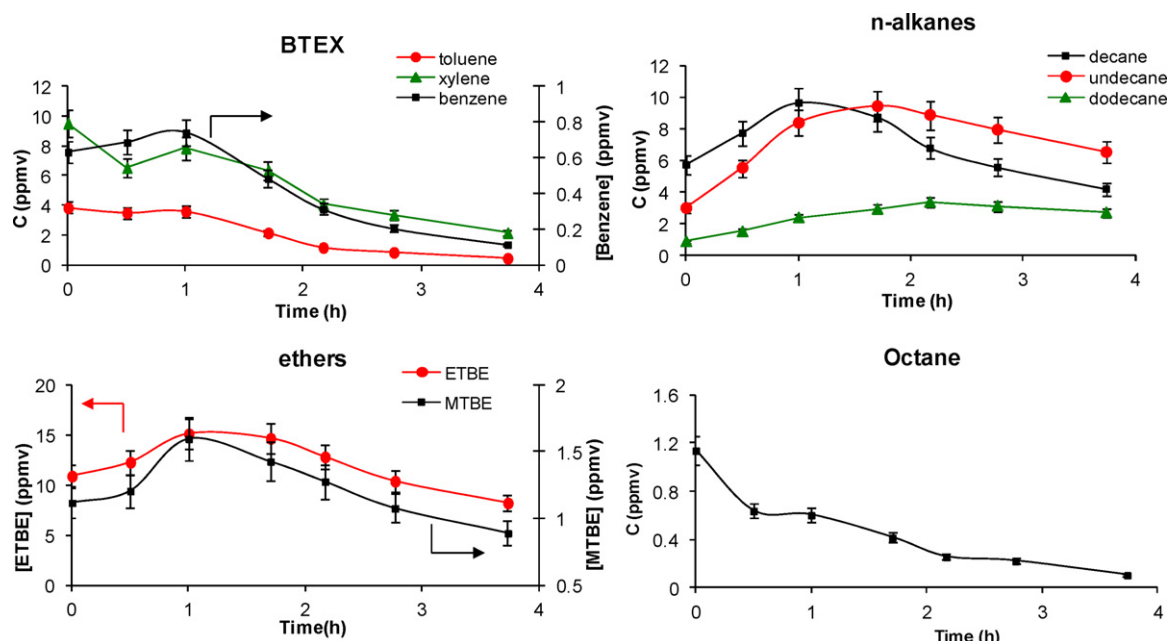 BTEX
toluene
xylene
benzene
12
10
8
6
4
2
0
C (ppmv)
1
0.8
0.6
0.4
0.2
0
[Benzene] (ppmv)
0 1 2 3 4
Time (h)
n-alkanes
decane
undecane
dodecane
12
10
8
6
4
2
0
C (ppmv)
0 1 2 3 4
Time (h)
ethers
ETBE
MTBE
20
15
10
5
0
[ETBE] (ppmv)
2
1.5
1
0.5
[MTBE] (ppmv)
0 1 2 3 4
Time(h)
Octane
1.6
1.2
0.8
0.4
0
C (ppmv)
0 1 2 3 4
Time (h)